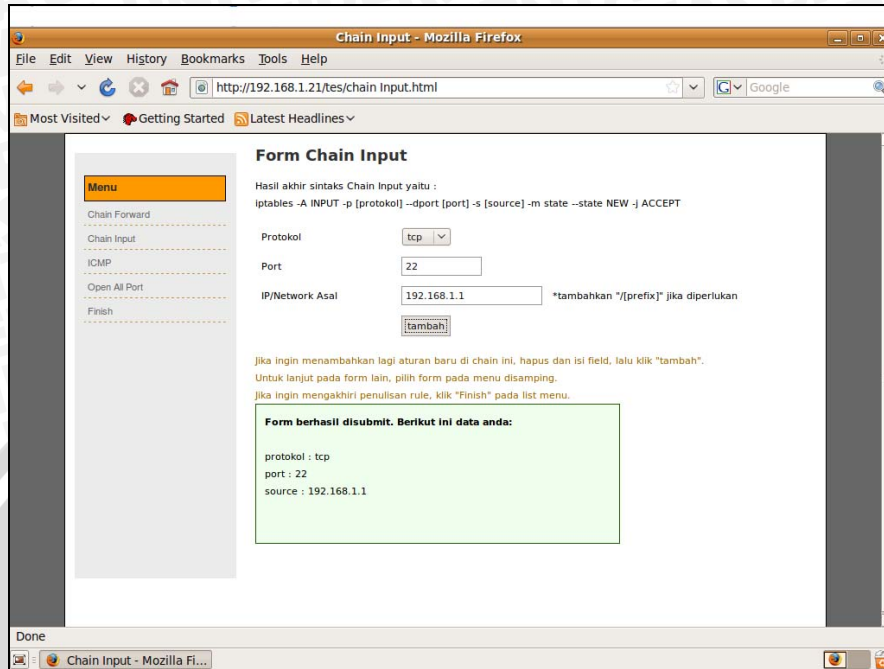 Chain Input - Mozilla Firefox
File Edit View History Bookmarks Tools Help
http://192.168.1.21/tes/chain Input.html
Google
Most Visited Getting Started Latest Headlines
Menu
Chain Forward
Chain Input
ICMP
Open All Port
Finish
Form Chain Input
Hasil akhir sintaks Chain Input yaitu :
iptables -A INPUT -p [protokol] --dport [port] -s [source] -m state --state NEW -j ACCEPT
Protokol tcp
Port 22
IP/Network Asal 192.168.1.1 *tambahkan "/[prefix]" jika diperlukan
tambah
Jika ingin menambahkan lagi aturan baru di chain ini, hapus dan isi field, lalu klik "tambah".
Untuk lanjut pada form lain, pilih form pada menu disamping.
Jika ingin mengakhiri penulisan rule, klik "Finish" pada list menu.
Form berhasil disubmit. Berikut ini data anda:
protokol : tcp
port : 22
source : 192.168.1.1
Done
Chain Input - Mozilla Fi...